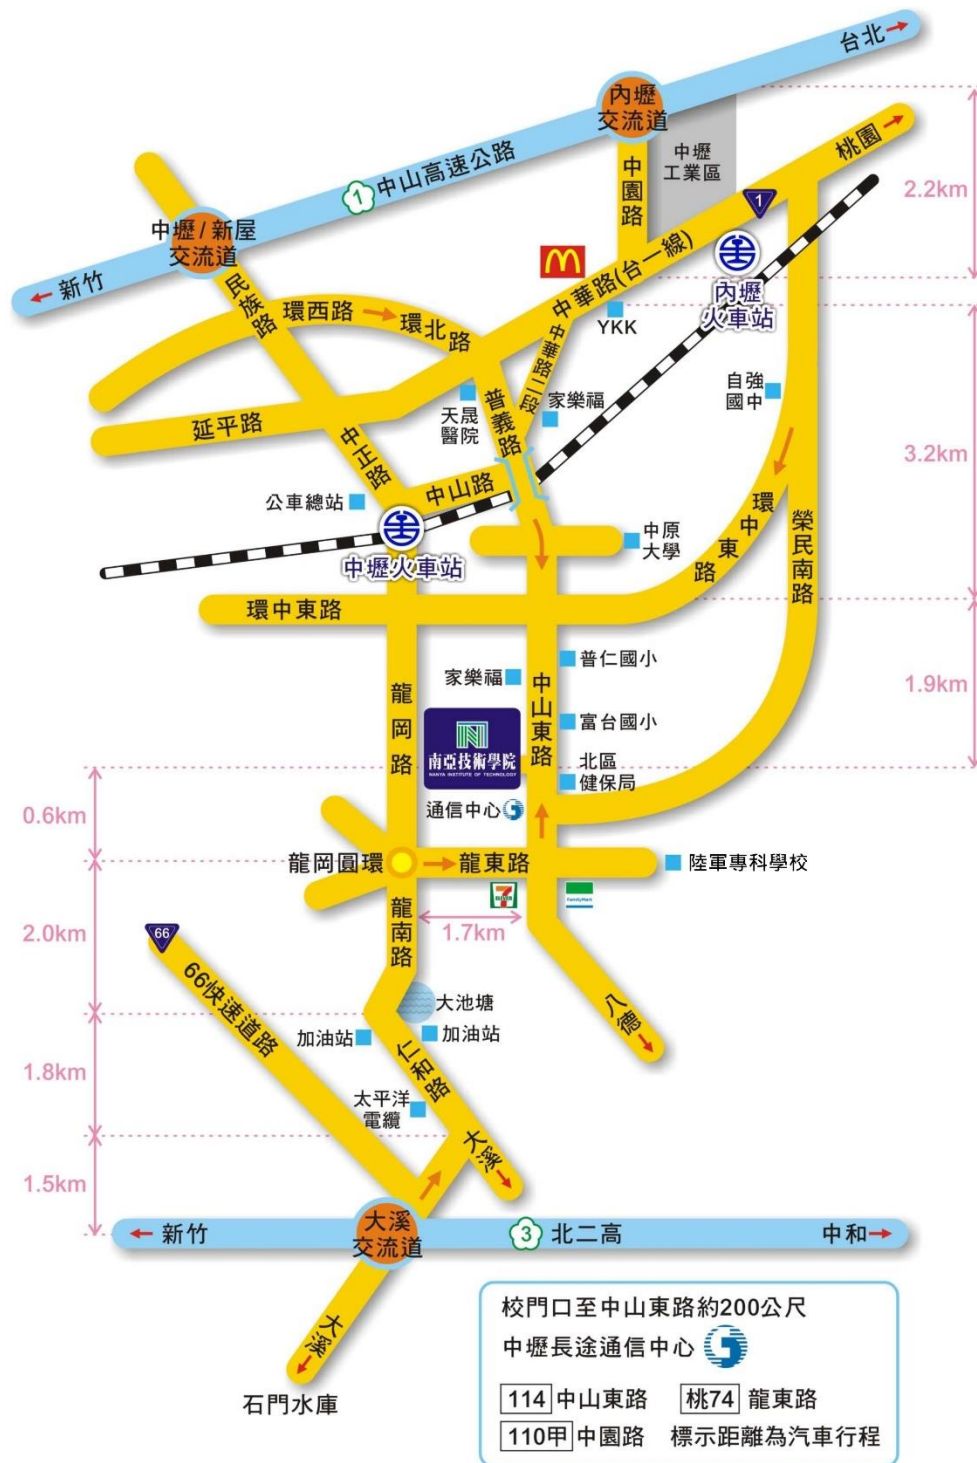 台北
內壢
交流道
中壢
工業區
桃園
中園路
2.2km
1
中山高速公路
1
中壢/新屋
交流道
新竹
民族路
環西路
環北路
中華路(台一線)
內壢
火車站
YKK
中華路二段
延平路
天晟
醫院
普義路
家樂福
自強
國中
3.2km
中正路
公車總站
中山路
中原
大學
環中東路
榮民南路
中壢火車站
環中東路
普仁國小
家樂福
1.9km
龍岡路
中山東路
富台國小
南亞技術學院
NANYA INSTITUTE OF TECHNOLOGY
北區
健保局
通信中心
0.6km
龍岡圓環
龍東路
陸軍專科學校
7
ELEVEN
FamilyMart
1.7km
2.0km
龍南路
66
66快速道路
大池塘
加油站
加油站
八德
1.8km
仁和路
太平洋
電纜
大溪
1.5km
新竹
大溪
交流道
3
北二高
中和
大溪
石門水庫
校門口至中山東路約200公尺
中壢長途通信中心
114 中山東路 桃74 龍東路
110甲 中園路 標示距離為汽車行程